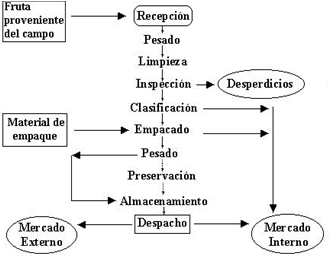 Fruta
proveniente
del campo
Recepción
Pesado
Limpieza
Inspección
Desperdicios
Clasificación
Material de
empaque
Empacado
Pesado
Preservación
Almacenamiento
Despacho
Mercado
Externo
Mercado
Interno